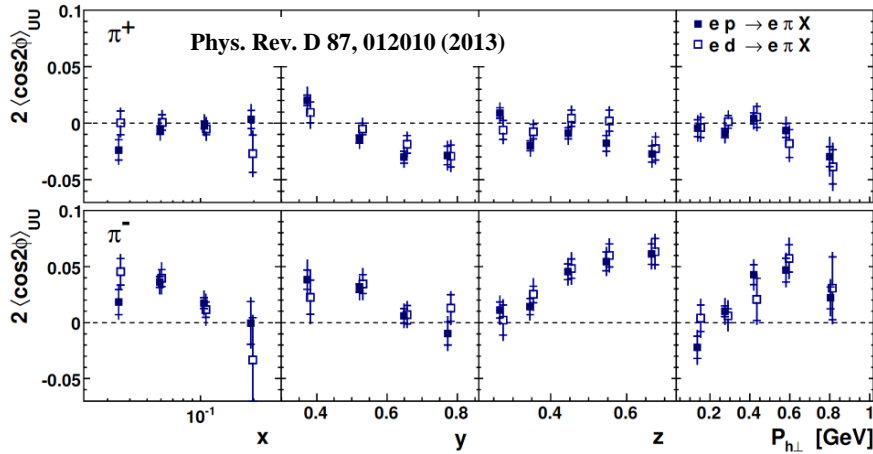 Phys. Rev. D 87, 012010 (2013)
2 ⟨cos2ϕ⟩UU
0.1
0.05
0
-0.05
π+
e p → e π X
e d → e π X
2 ⟨cos2ϕ⟩UU
0.1
0.05
0
-0.05
π-
10-1
x
0.4 0.6 0.8
y
0.4 0.6
z
0.2 0.4 0.6 0.8 1
Ph⊥ [GeV]